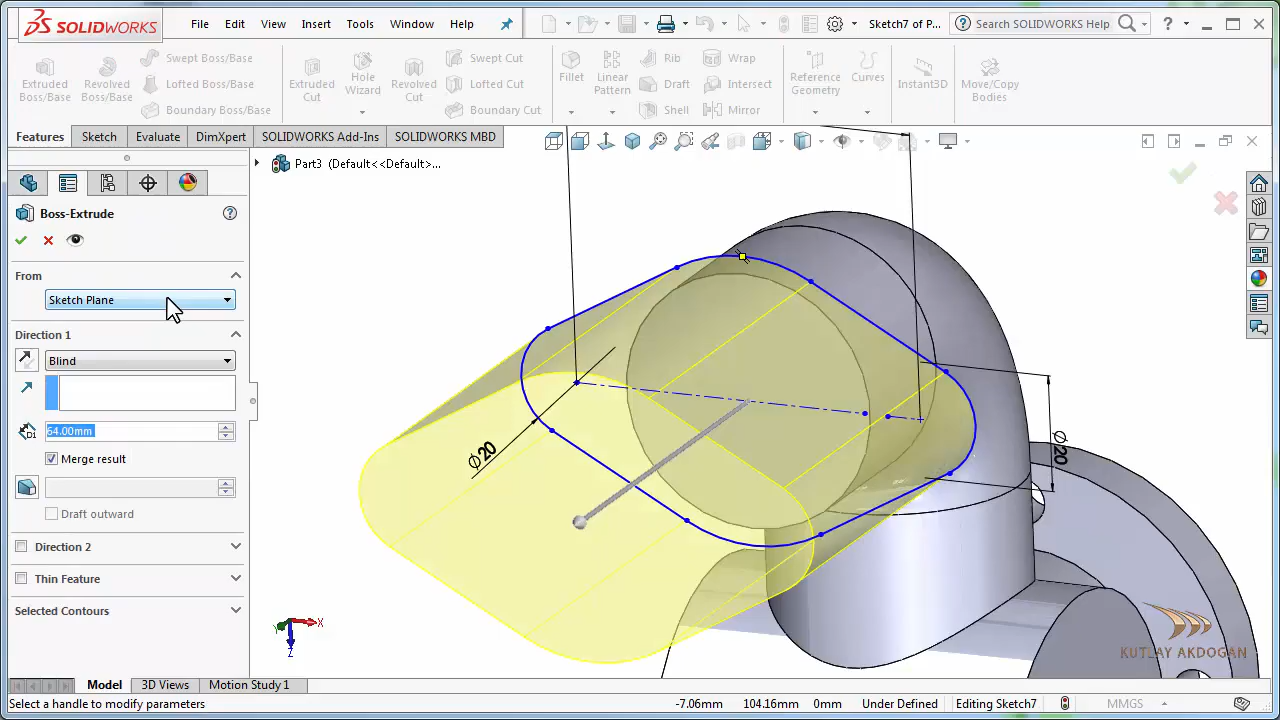 SOLIDWORKS
File Edit View Insert Tools Window Help
Sketch7 of P...
Search SOLIDWORKS Help
?
Extruded Boss/Base
Revolved Boss/Base
Swept Boss/Base
Lofted Boss/Base
Boundary Boss/Base
Extruded Cut
Hole Wizard
Revolved Cut
Swept Cut
Lofted Cut
Boundary Cut
Fillet
Linear Pattern
Rib
Draft
Shell
Wrap
Intersect
Mirror
Reference Geometry
Curves
Instant3D
Move/Copy Bodies
Features Sketch Evaluate DimXpert SOLIDWORKS Add-Ins SOLIDWORKS MBD
Part3 (Default<<Default>...
Boss-Extrude
From
Sketch Plane
Direction 1
Blind
D1
64.00mm
Merge result
Draft outward
Direction 2
Thin Feature
Selected Contours
∅20
∅20
X
Y
Z
KUTLAY AKDOGAN
Model 3D Views Motion Study 1
Select a handle to modify parameters
-7.06mm 104.16mm 0mm Under Defined Editing Sketch7 MMGS